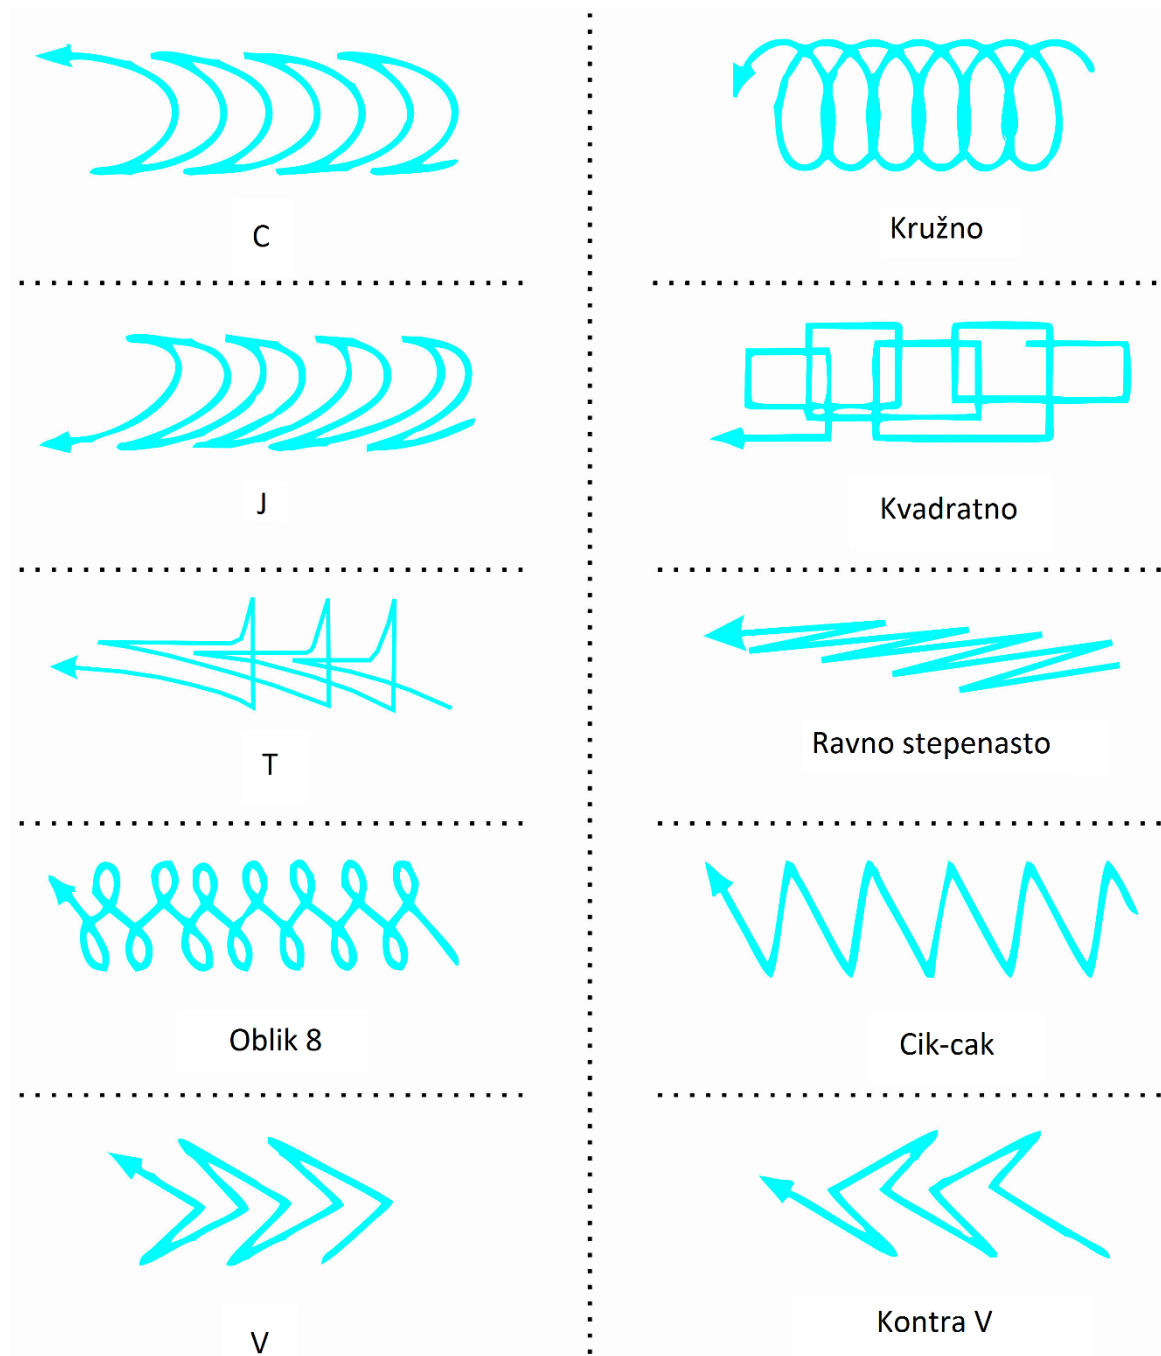 C
Kružno
J
Kvadratno
T
Ravno stepenasto
Oblik 8
Cik-cak
V
Kontra V